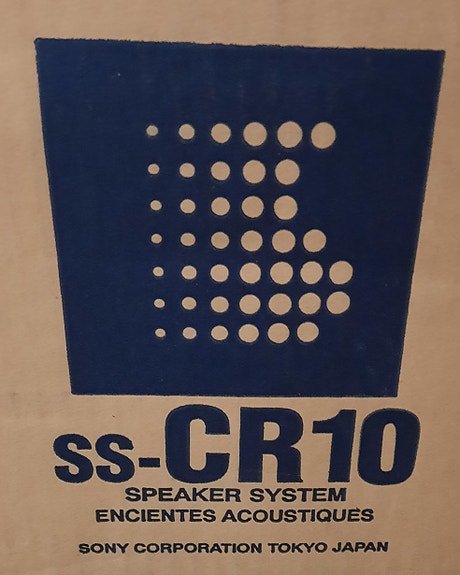 SS-CR10
SPEAKER SYSTEM
ENCIENTES ACOUSTIQUES
SONY CORPORATION TOKYO JAPAN